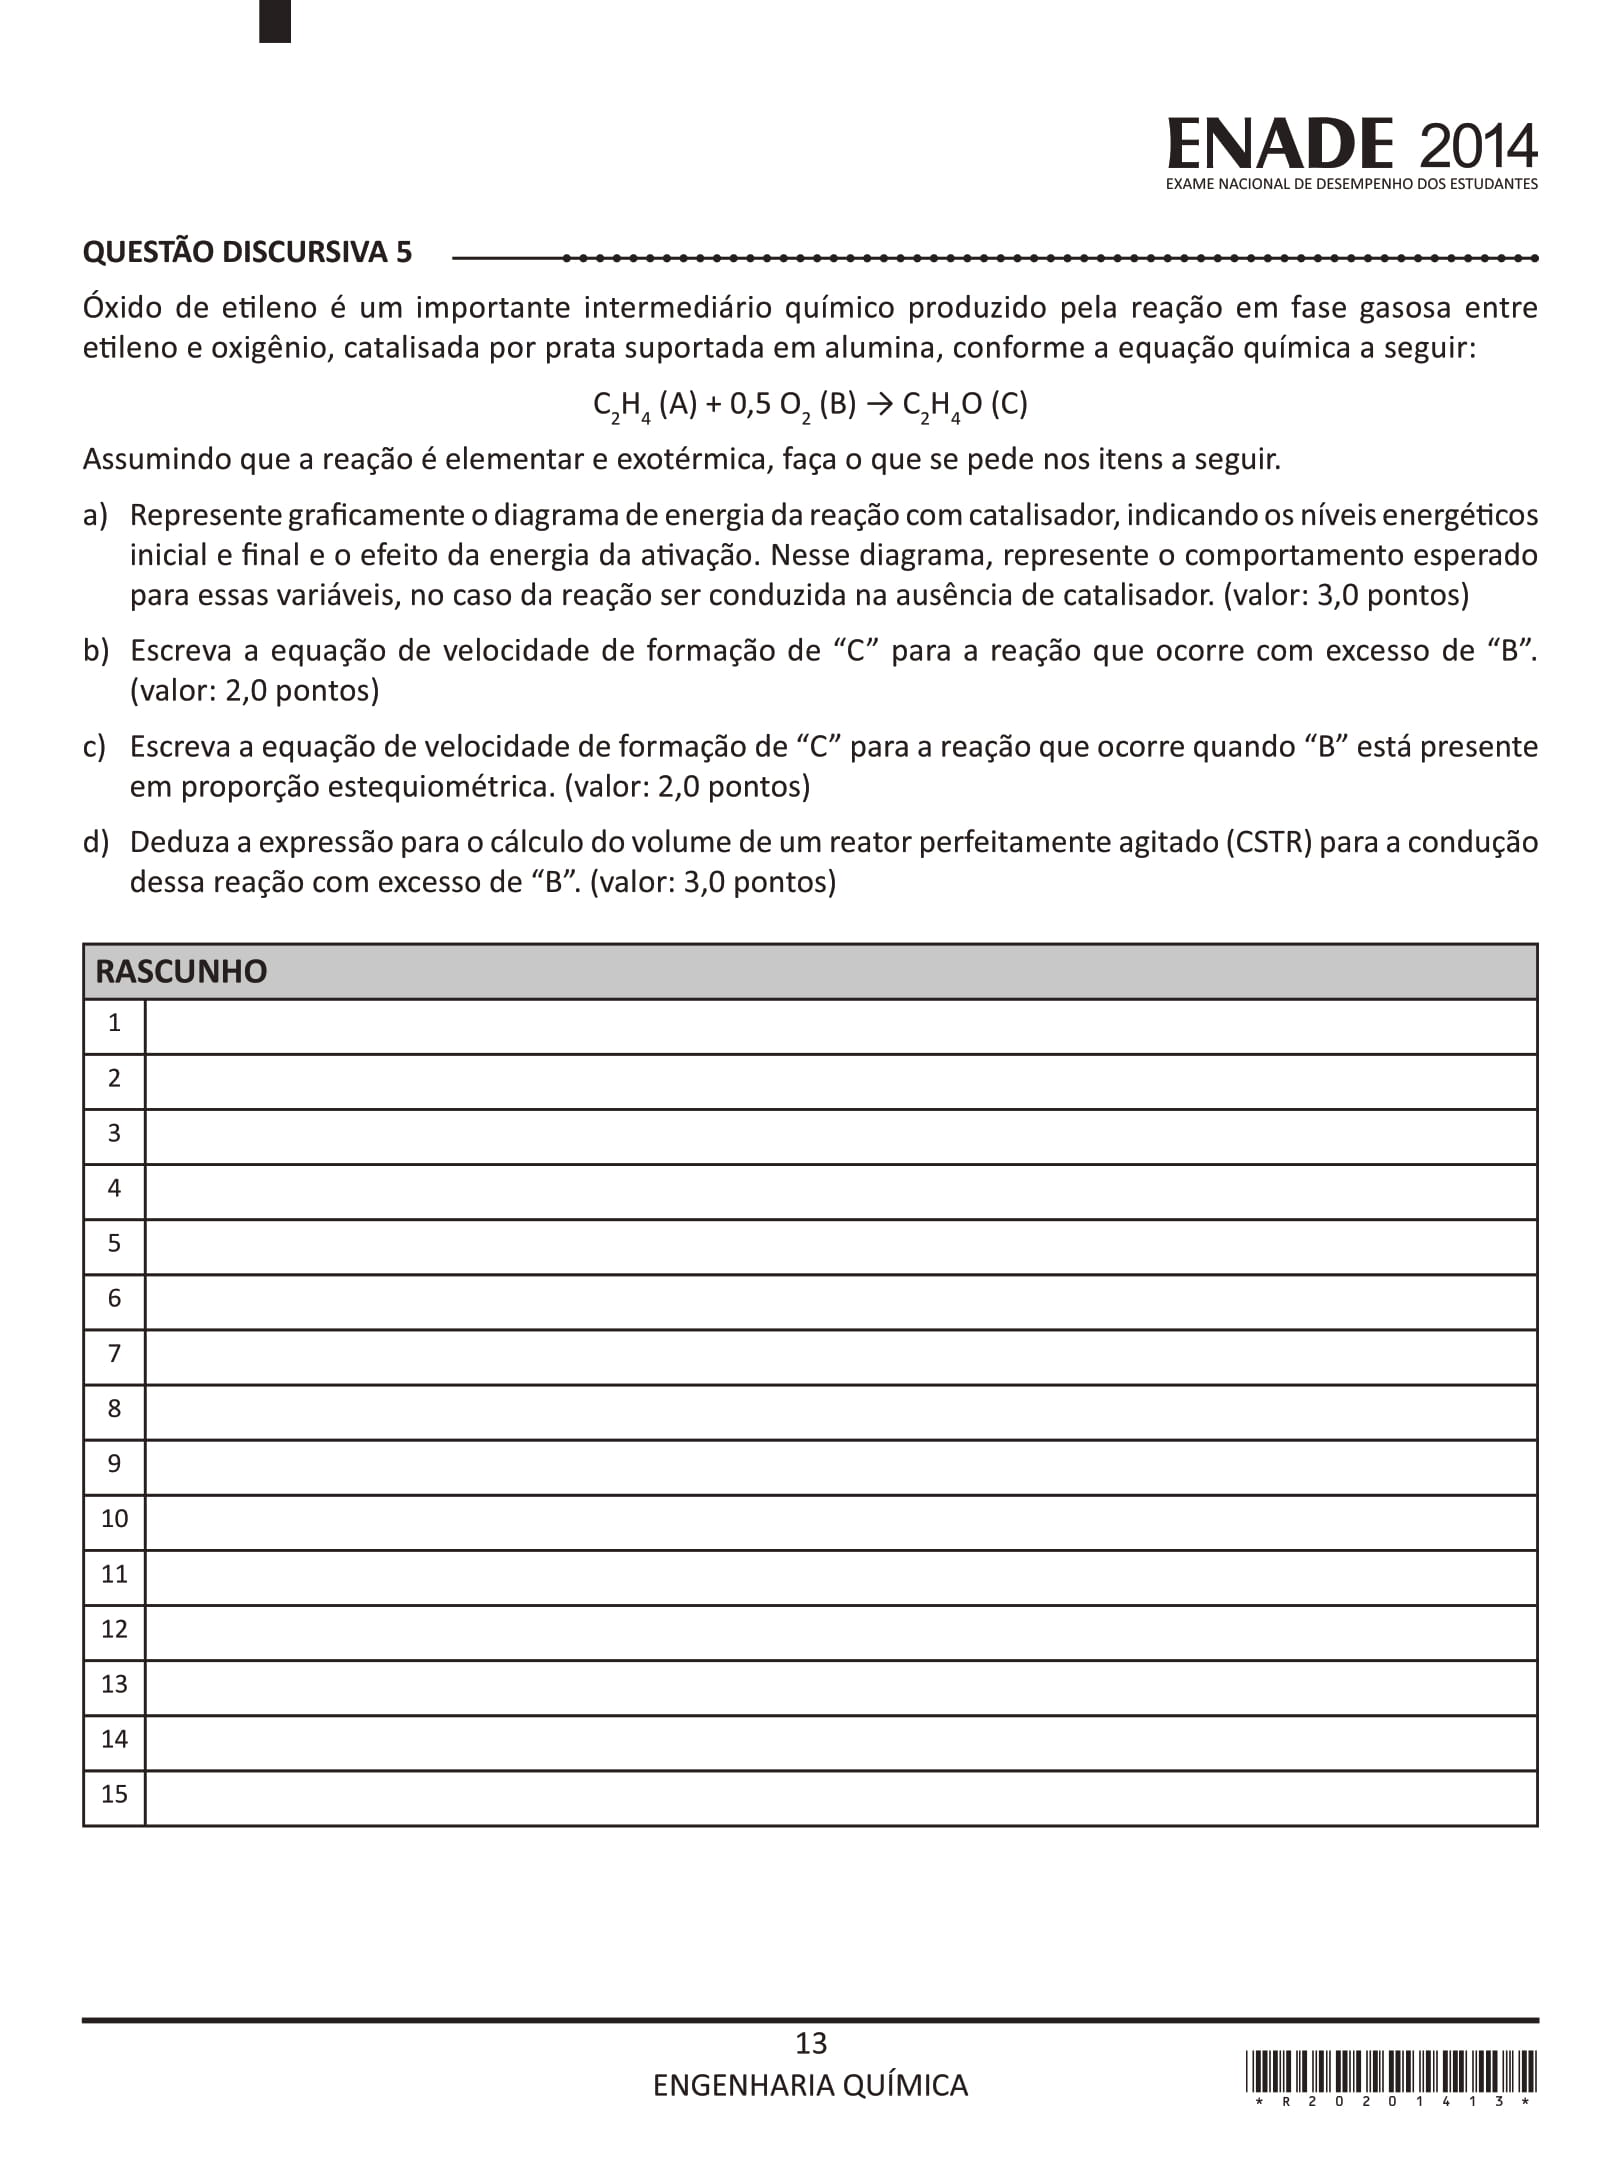 ENADE 2014
EXAME NACIONAL DE DESEMPENHO DOS ESTUDANTES
QUESTÃO DISCURSIVA 5
Óxido de etileno é um importante intermediário químico produzido pela reação em fase gasosa entre
etileno e oxigênio, catalisada por prata suportada em alumina, conforme a equação química a seguir:
C₂H₄ (A) + 0,5 O₂ (B) → C₂H₄O (C)
Assumindo que a reação é elementar e exotérmica, faça o que se pede nos itens a seguir.
a) Represente graficamente o diagrama de energia da reação com catalisador, indicando os níveis energéticos
inicial e final e o efeito da energia da ativação. Nesse diagrama, represente o comportamento esperado
para essas variáveis, no caso da reação ser conduzida na ausência de catalisador. (valor: 3,0 pontos)
b) Escreva a equação de velocidade de formação de “C” para a reação que ocorre com excesso de “B”.
(valor: 2,0 pontos)
c) Escreva a equação de velocidade de formação de “C” para a reação que ocorre quando “B” está presente
em proporção estequiométrica. (valor: 2,0 pontos)
d) Deduza a expressão para o cálculo do volume de um reator perfeitamente agitado (CSTR) para a condução
dessa reação com excesso de “B”. (valor: 3,0 pontos)
RASCUNHO
1
2
3
4
5
6
7
8
9
10
11
12
13
14
15
13
ENGENHARIA QUÍMICA
* R 2 0 2 0 1 4 1 3 *